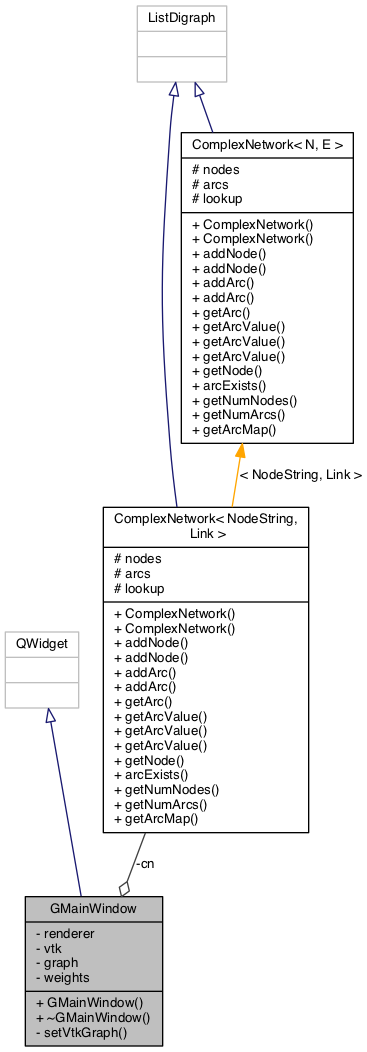 ListDigraph
ComplexNetwork< N, E >
# nodes
# arcs
# lookup
+ ComplexNetwork()
+ ComplexNetwork()
+ addNode()
+ addNode()
+ addArc()
+ addArc()
+ getArc()
+ getArcValue()
+ getArcValue()
+ getArcValue()
+ getNode()
+ arcExists()
+ getNumNodes()
+ getNumArcs()
+ getArcMap()
< NodeString, Link >
ComplexNetwork< NodeString,
Link >
# nodes
# arcs
# lookup
+ ComplexNetwork()
+ ComplexNetwork()
+ addNode()
+ addNode()
+ addArc()
+ addArc()
+ getArc()
+ getArcValue()
+ getArcValue()
+ getArcValue()
+ getNode()
+ arcExists()
+ getNumNodes()
+ getNumArcs()
+ getArcMap()
QWidget
-cn
GMainWindow
- renderer
- vtk
- graph
- weights
+ GMainWindow()
+ ~GMainWindow()
- setVtkGraph()